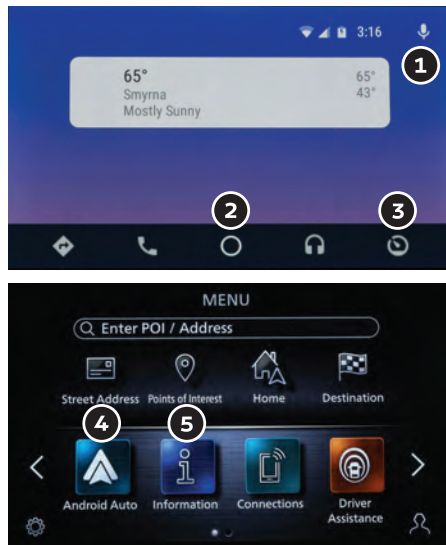 3:16
1
65° 65°
Smyrna 43°
Mostly Sunny
2
3
MENU
Enter POI / Address
Street Address Points of Interest Home Destination
4
5
Android Auto Information Connections Driver
Assistance